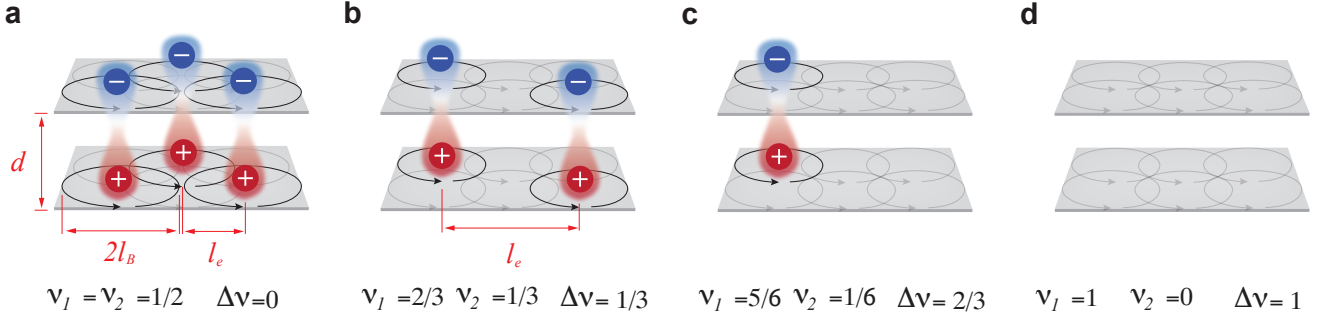 a b c d
− − − − − −
d
+ + + + + +
2l_B l_e l_e
ν_1 = ν_2 =1/2 Δν=0 ν_1 =2/3 ν_2 =1/3 Δν= 1/3 ν_1 =5/6 ν_2 =1/6 Δν= 2/3 ν_1 =1 ν_2 =0 Δν= 1